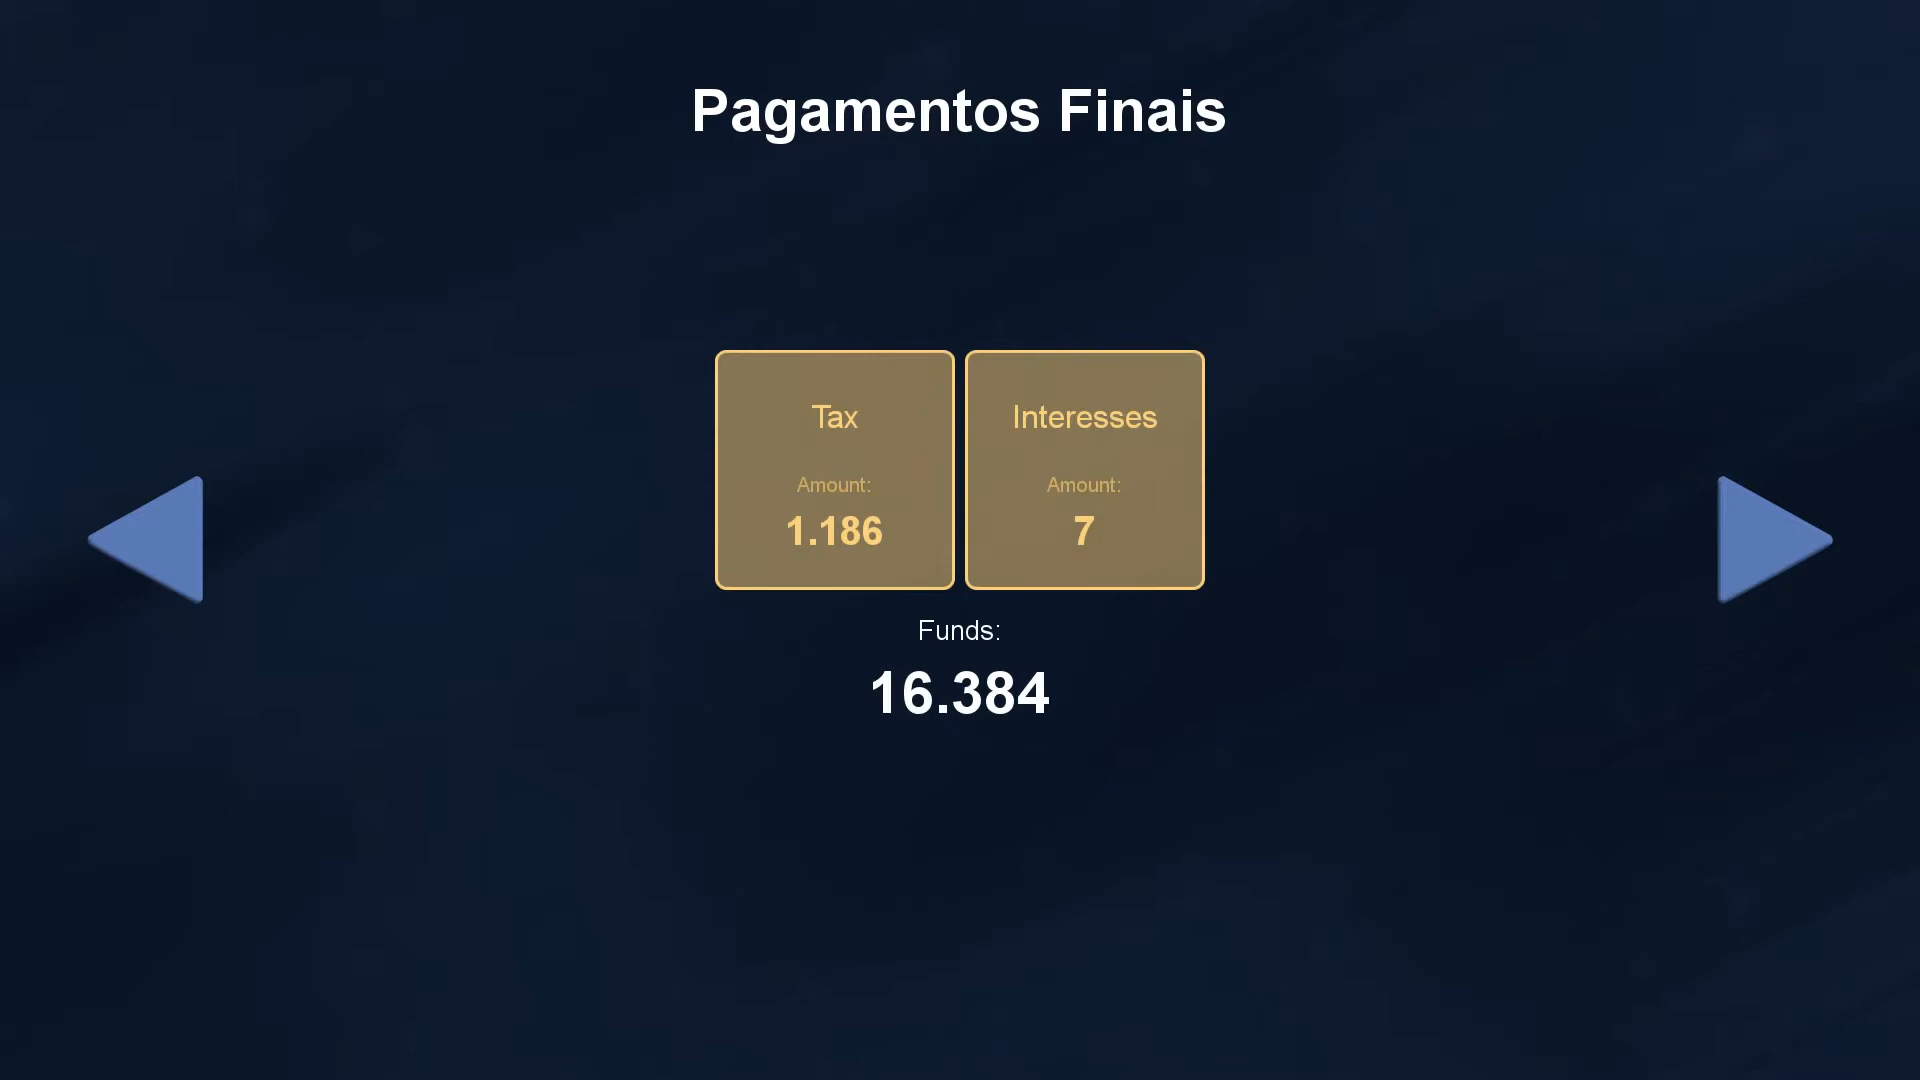 Pagamentos Finais
Tax
Amount:
1.186
Interesses
Amount:
7
Funds:
16.384